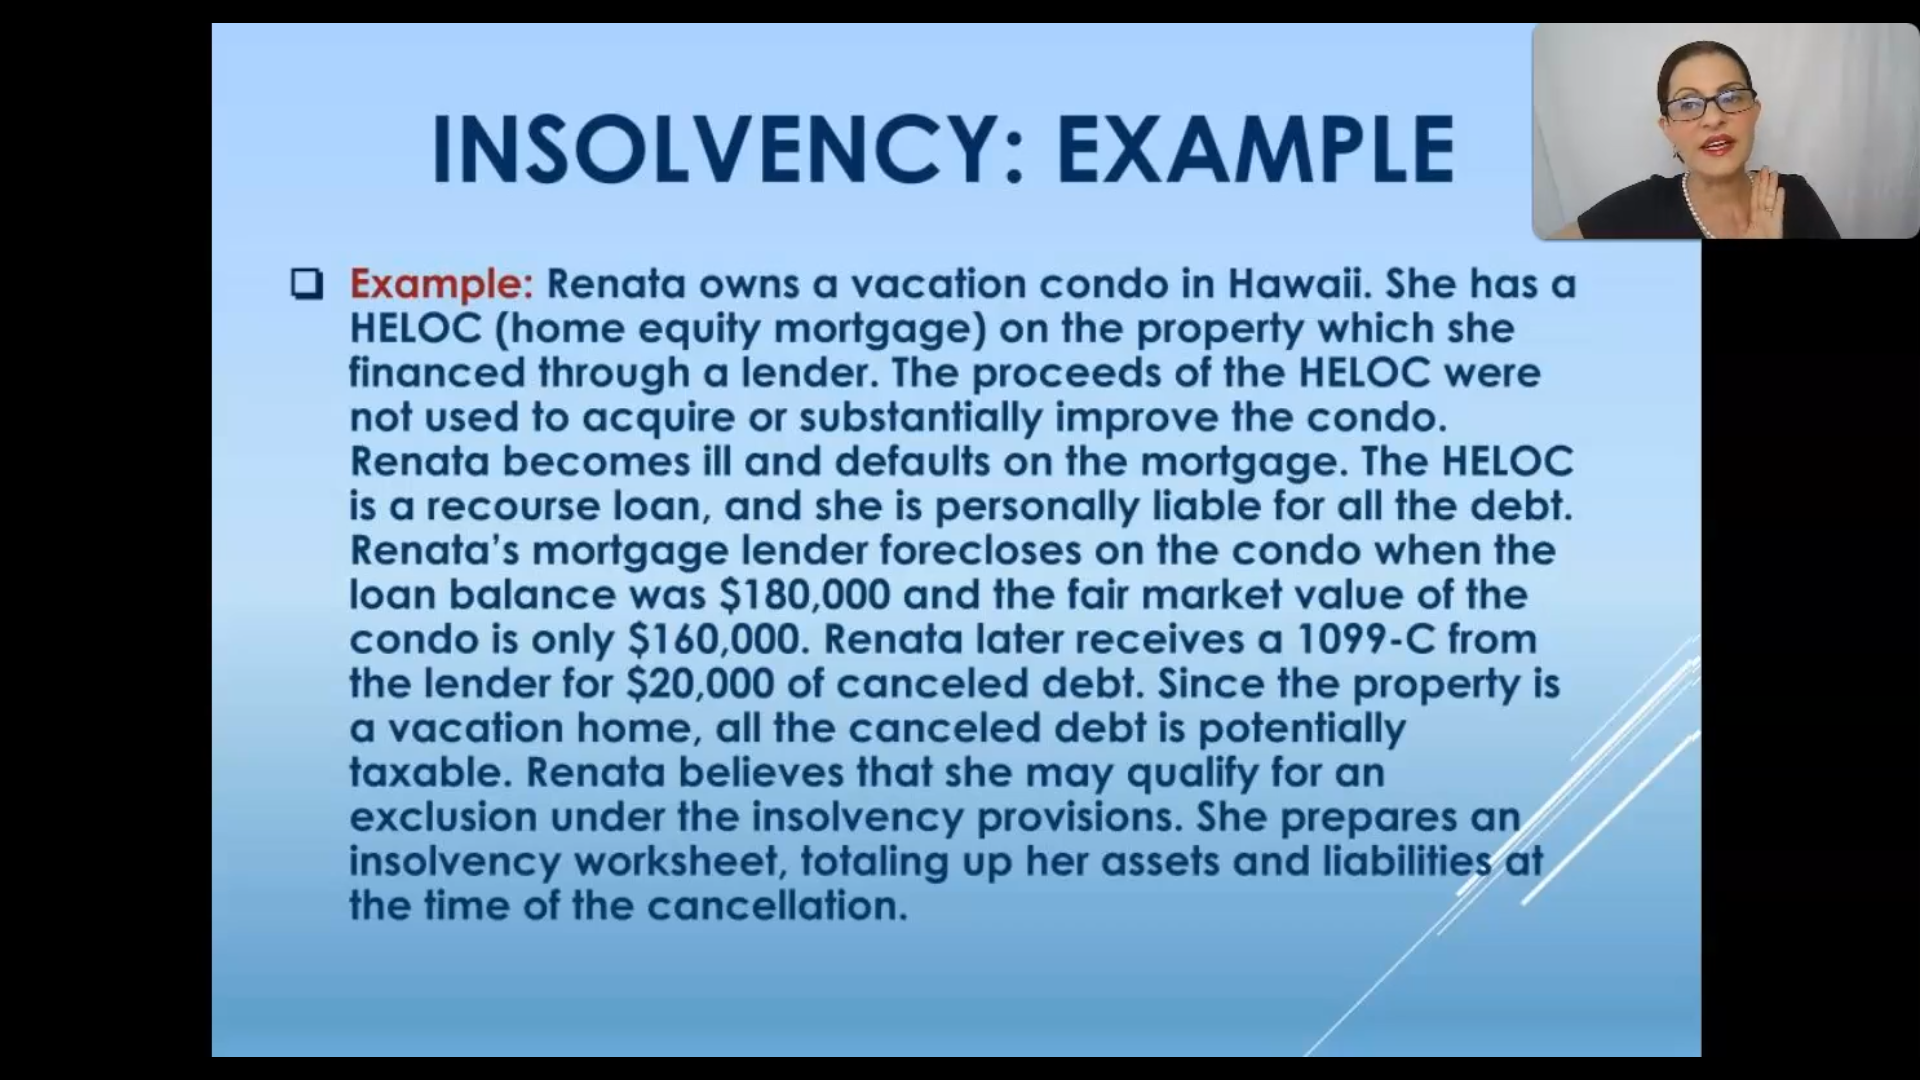 INSOLVENCY: EXAMPLE
Example: Renata owns a vacation condo in Hawaii. She has a
HELOC (home equity mortgage) on the property which she
financed through a lender. The proceeds of the HELOC were
not used to acquire or substantially improve the condo.
Renata becomes ill and defaults on the mortgage. The HELOC
is a recourse loan, and she is personally liable for all the debt.
Renata’s mortgage lender forecloses on the condo when the
loan balance was $180,000 and the fair market value of the
condo is only $160,000. Renata later receives a 1099-C from
the lender for $20,000 of canceled debt. Since the property is
a vacation home, all the canceled debt is potentially
taxable. Renata believes that she may qualify for an
exclusion under the insolvency provisions. She prepares an
insolvency worksheet, totaling up her assets and liabilities at
the time of the cancellation.